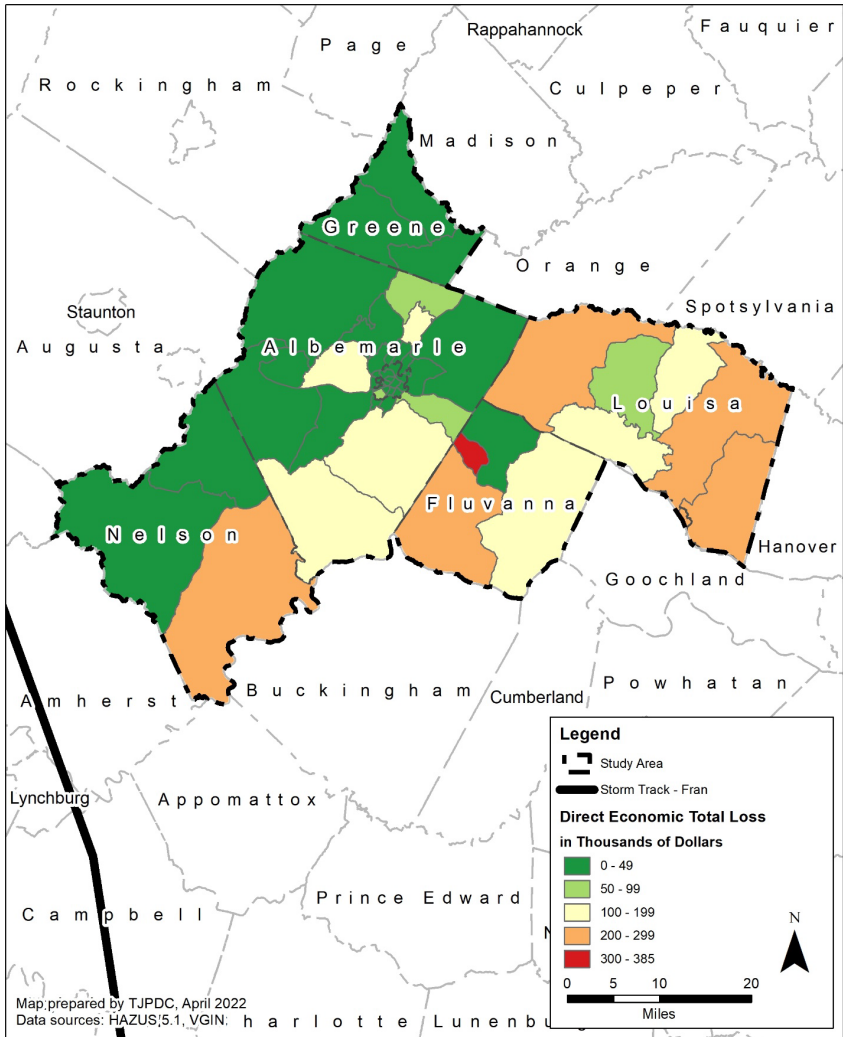 Fauquier
Rappahannock
Page
Rockingham
Culpeper
Madison
Greene
Orange
Staunton
Spotsylvania
Augusta
Albemarle
Louisa
Fluvanna
Nelson
Hanover
Goochland
Amherst
Buckingham
Cumberland
Powhatan
Lynchburg
Appomattox
Prince Edward
Campbell
N
harlotte
Lunenburg
Legend
Study Area
Storm Track - Fran
Direct Economic Total Loss
in Thousands of Dollars
0 - 49
50 - 99
100 - 199
200 - 299
300 - 385
N
0 5 10 20
Miles
Map prepared by TJPDC, April 2022
Data sources: HAZUS 5.1, VGIN